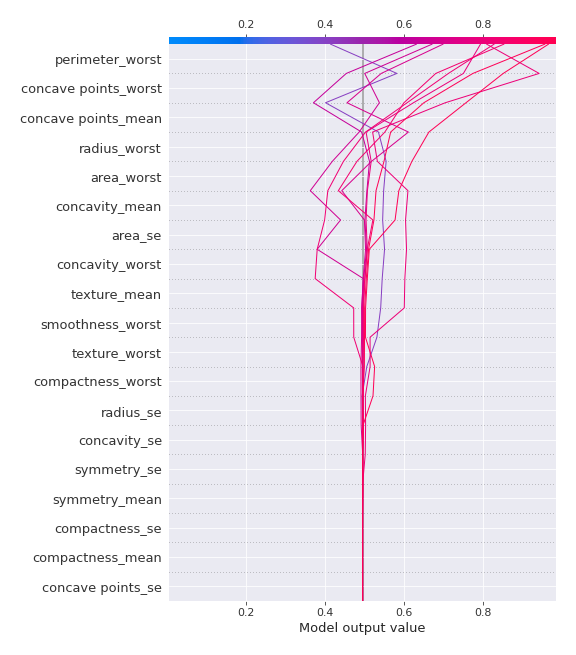 0.2 0.4 0.6 0.8
perimeter_worst
concave points_worst
concave points_mean
radius_worst
area_worst
concavity_mean
area_se
concavity_worst
texture_mean
smoothness_worst
texture_worst
compactness_worst
radius_se
concavity_se
symmetry_se
symmetry_mean
compactness_se
compactness_mean
concave points_se
0.2 0.4 0.6 0.8
Model output value